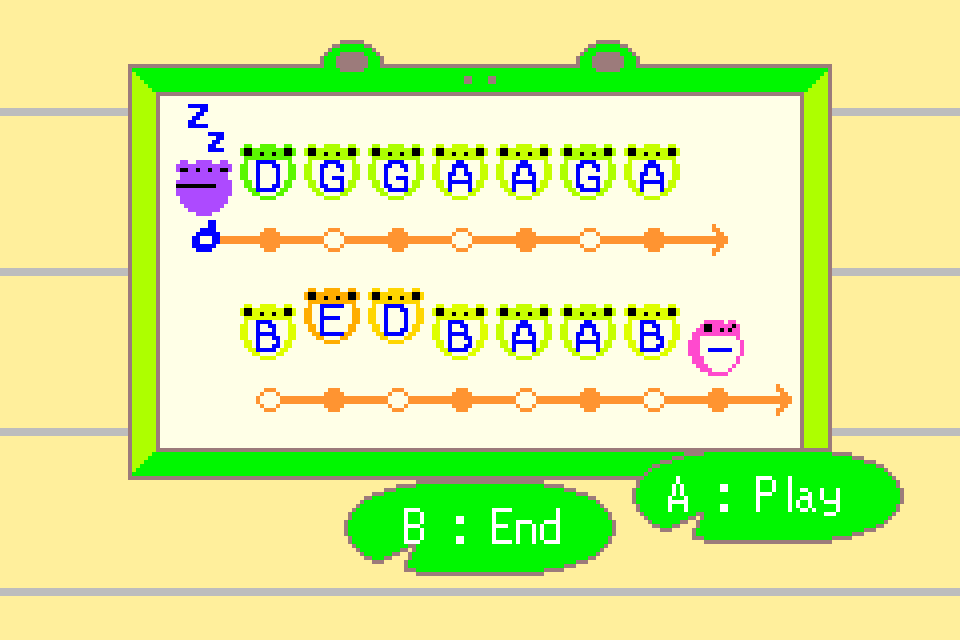 Z
z
D G G A A G A
B E D B A A B –
A : Play
B : End